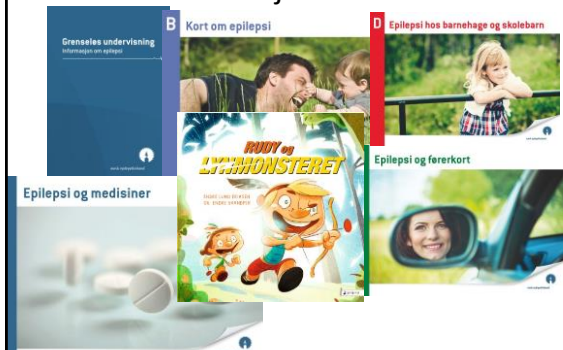 Grenseløs undervisning
Informasjon om epilepsi
B
Kort om epilepsi
D
Epilepsi hos barnehage og skolebarn
RUDY og
LYNMONSTERET
Epilepsi og førerkort
Epilepsi og medisiner